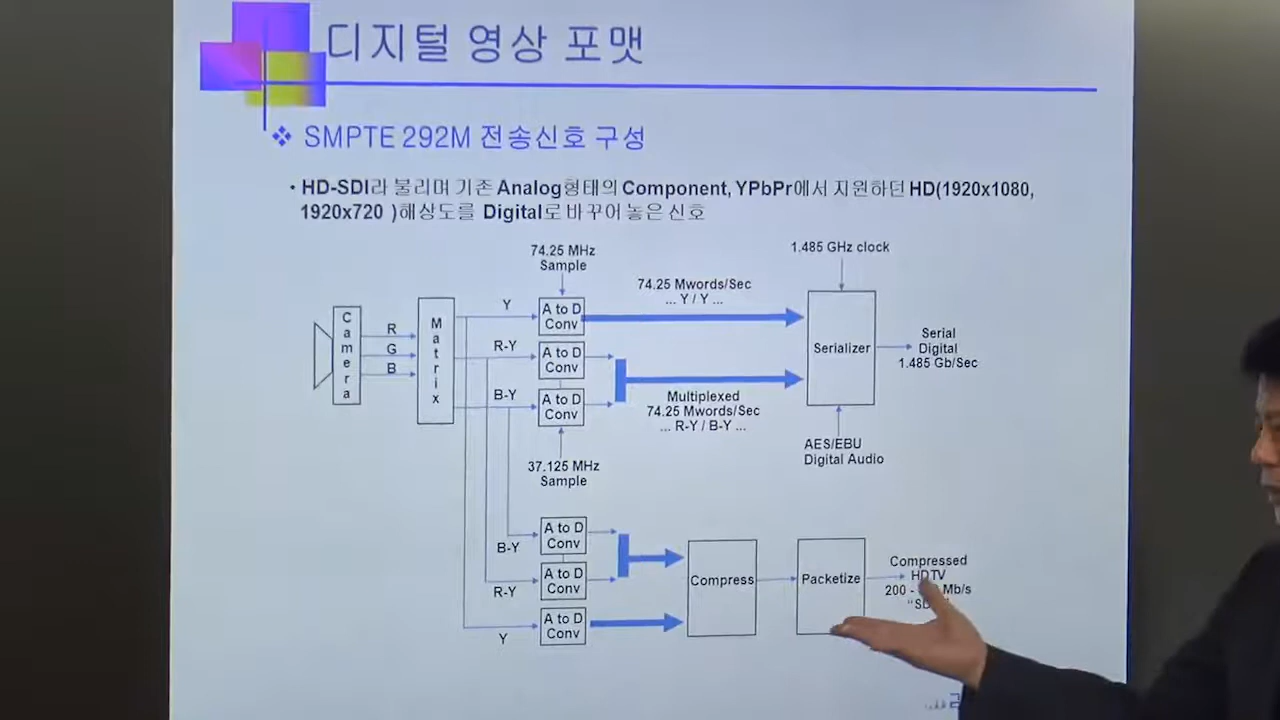 디지털 영상 포맷
❖ SMPTE 292M 전송신호 구성
• HD-SDI라 불리며 기존 Analog형태의 Component, YPbPr에서 지원하던 HD(1920x1080,
1920x720 )해상도를 Digital로 바꾸어 놓은 신호
74.25 MHz
Sample
1.485 GHz clock
74.25 Mwords/Sec
... Y / Y ...
Camera
R
G
B
Matrix
Y
A to D
Conv
R-Y
A to D
Conv
B-Y
A to D
Conv
Serializer
Serial
Digital
1.485 Gb/Sec
Multiplexed
74.25 Mwords/Sec
... R-Y / B-Y ...
AES/EBU
Digital Audio
37.125 MHz
Sample
B-Y
A to D
Conv
R-Y
A to D
Conv
Y
A to D
Conv
Compress
Packetize
Compressed
HDTV
200 - Mb/s